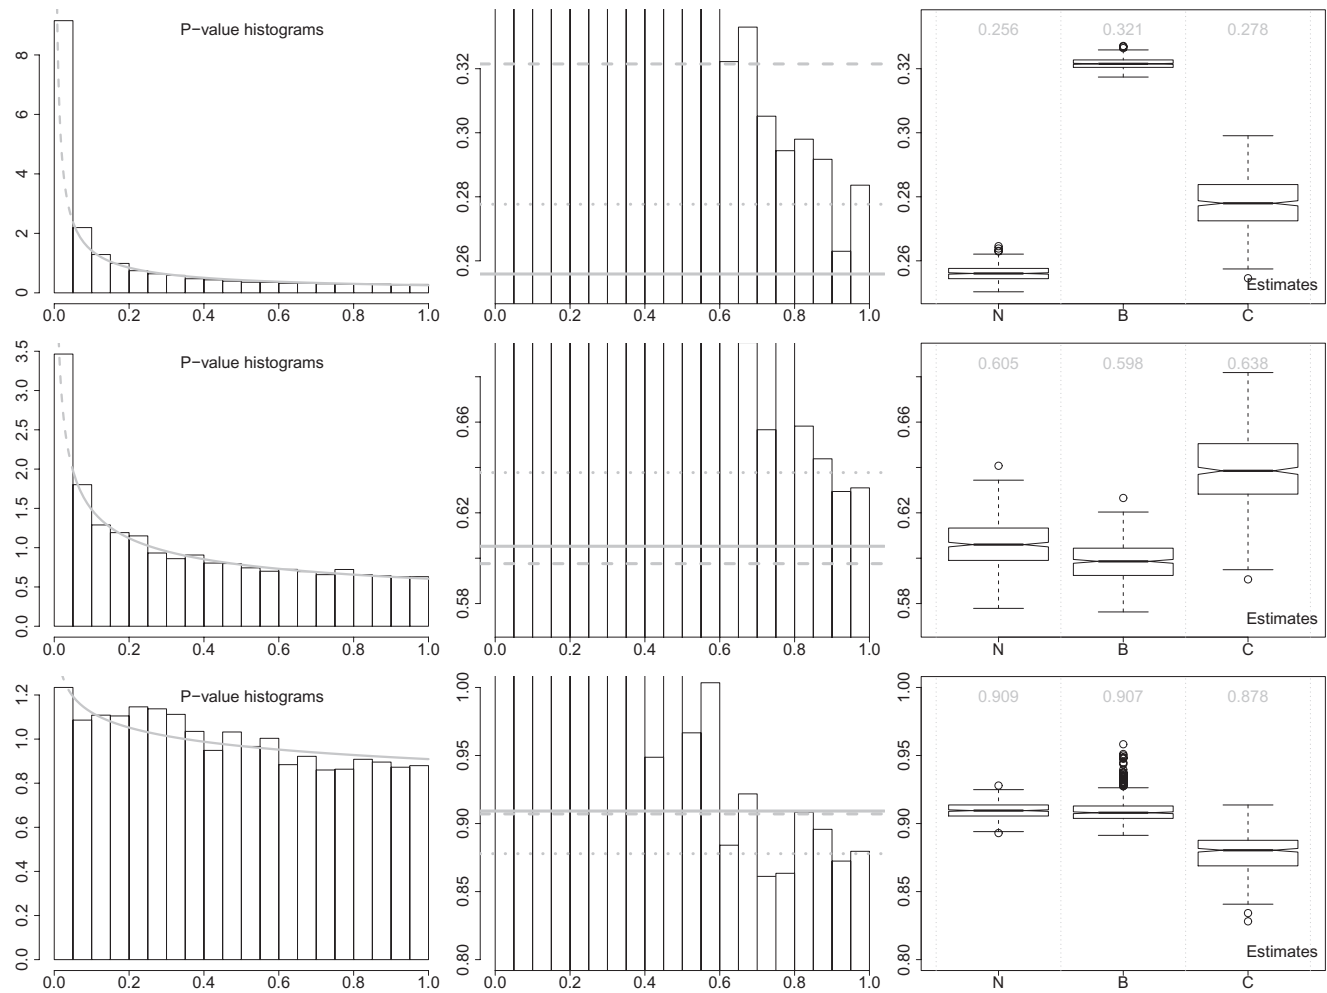 P−value histograms
0 2 4 6 8
0.0 0.2 0.4 0.6 0.8 1.0
0.26 0.28 0.30 0.32
0.0 0.2 0.4 0.6 0.8 1.0
0.256 0.321 0.278
0.26 0.28 0.30 0.32
Estimates
N B C
P−value histograms
0.0 0.5 1.0 1.5 2.0 2.5 3.0 3.5
0.0 0.2 0.4 0.6 0.8 1.0
0.58 0.62 0.66
0.0 0.2 0.4 0.6 0.8 1.0
0.605 0.598 0.638
0.58 0.62 0.66
Estimates
N B C
P−value histograms
0.0 0.2 0.4 0.6 0.8 1.0 1.2
0.0 0.2 0.4 0.6 0.8 1.0
0.80 0.85 0.90 0.95 1.00
0.0 0.2 0.4 0.6 0.8 1.0
0.909 0.907 0.878
0.80 0.85 0.90 0.95 1.00
Estimates
N B C